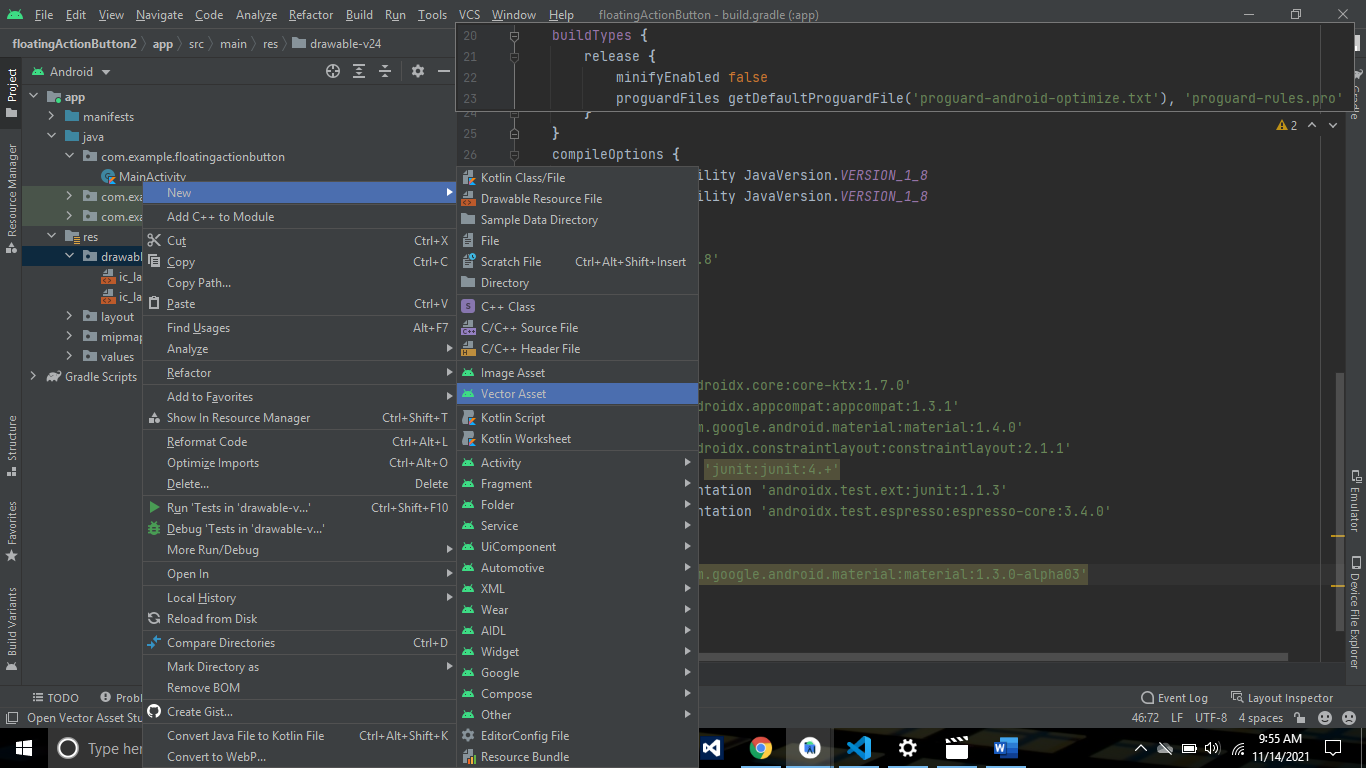 File Edit View Navigate Code Analyze Refactor Build Run Tools VCS Window Help floatingActionButton - build.gradle (:app)
floatingActionButton2 app src main res drawable-v24
Android
Project
Resource Manager
Structure
Favorites
Build Variants
app
manifests
java
com.example.floatingactionbutton
MainActivity
com.exa
com.exa
res
drawabl
ic_la
ic_la
layout
mipmap
values
Gradle Scripts
New
Add C++ to Module
Cut Ctrl+X
Copy Ctrl+C
Copy Path...
Paste Ctrl+V
Find Usages Alt+F7
Analyze
Refactor
Add to Favorites
Show In Resource Manager Ctrl+Shift+T
Reformat Code Ctrl+Alt+L
Optimize Imports Ctrl+Alt+O
Delete... Delete
Run 'Tests in 'drawable-v...' Ctrl+Shift+F10
Debug 'Tests in 'drawable-v...'
More Run/Debug
Open In
Local History
Reload from Disk
Compare Directories Ctrl+D
Mark Directory as
Remove BOM
Create Gist...
Convert Java File to Kotlin File Ctrl+Alt+Shift+K
Convert to WebP...
Kotlin Class/File
Drawable Resource File
Sample Data Directory
File
Scratch File Ctrl+Alt+Shift+Insert
Directory
C++ Class
C/C++ Source File
C/C++ Header File
Image Asset
Vector Asset
Kotlin Script
Kotlin Worksheet
Activity
Fragment
Folder
Service
UiComponent
Automotive
XML
Wear
AIDL
Widget
Google
Compose
Other
EditorConfig File
Resource Bundle
20 buildTypes {
21 release {
22 minifyEnabled false
23 proguardFiles getDefaultProguardFile('proguard-android-optimize.txt'), 'proguard-rules.pro'
24 }
25 }
26 compileOptions {
ility JavaVersion.VERSION_1_8
ility JavaVersion.VERSION_1_8
.8'
droidx.core:core-ktx:1.7.0'
droidx.appcompat:appcompat:1.3.1'
m.google.android.material:material:1.4.0'
droidx.constraintlayout:constraintlayout:2.1.1'
'junit:junit:4.+'
ntation 'androidx.test.ext:junit:1.1.3'
ntation 'androidx.test.espresso:espresso-core:3.4.0'
m.google.android.material:material:1.3.0-alpha03'
2
Gradle
Emulator
Device File Explorer
TODO Probl
Event Log Layout Inspector
Open Vector Asset Stu
46:72 LF UTF-8 4 spaces
Type her
9:55 AM
11/14/2021